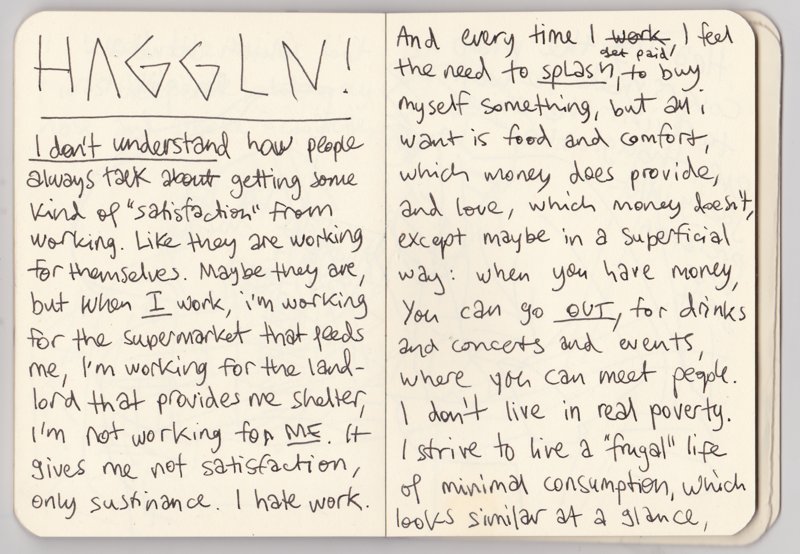 HAGGLN!
I don't understand how people
always talk about getting some
kind of "satisfaction" from
working. Like they are working
for themselves. Maybe they are,
but when I work, i'm working
for the supermarket that feeds
me, I'm working for the land-
lord that provides me shelter,
I'm not working for ME. It
gives me not satisfaction,
only sustinance. I hate work.
And every time I work I feel
get paid!
the need to splash, to buy
myself something, but all i
want is food and comfort,
which money does provide,
and love, which money doesn't,
except maybe in a superficial
way: when you have money,
you can go OUT, for drinks
and concerts and events,
where you can meet people.
I don't live in real poverty.
I strive to live a "frugal" life
of minimal consumption, which
looks similar at a glance,